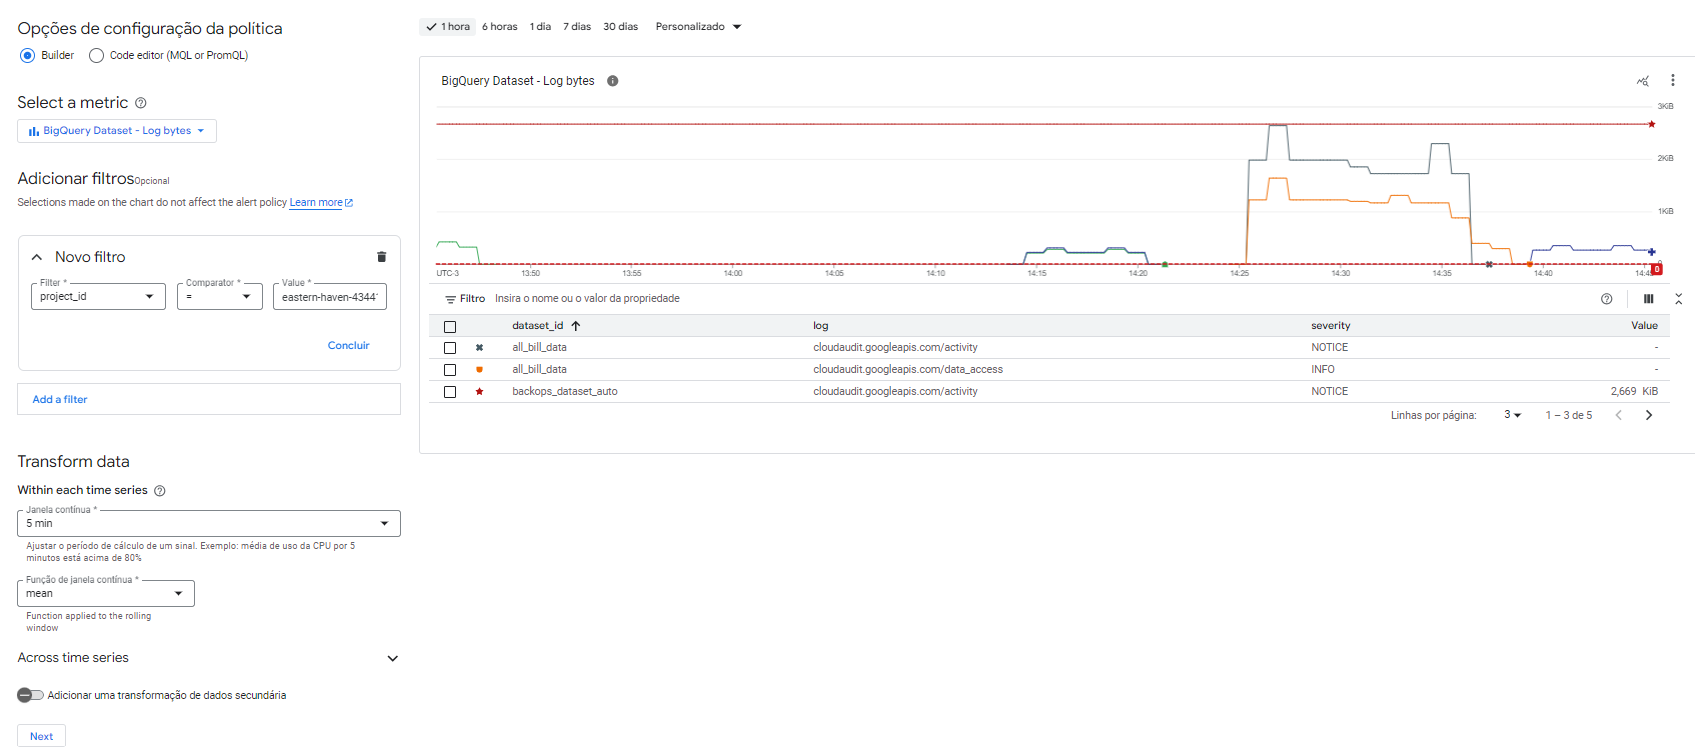 Opções de configuração da política
Builder
Code editor (MQL or PromQL)
Select a metric
BigQuery Dataset - Log bytes
Adicionar filtros Opcional
Selections made on the chart do not affect the alert policy Learn more
Novo filtro
Filter * Comparator * Value *
project_id = eastern-haven-4344
Concluir
Add a filter
Transform data
Within each time series
Janela contínua *
5 min
Ajustar o período de cálculo de um sinal. Exemplo: média de uso da CPU por 5
minutos está acima de 80%
Função de janela contínua *
mean
Function applied to the rolling
window
Across time series
Adicionar uma transformação de dados secundária
Next
1 hora 6 horas 1 dia 7 dias 30 dias Personalizado
BigQuery Dataset - Log bytes
3KiB
2KiB
1KiB
0
0
UTC-3 13:50 13:55 14:00 14:05 14:10 14:15 14:20 14:25 14:30 14:35 14:40 14:45
Filtro Insira o nome ou o valor da propriedade
dataset_id log severity Value
all_bill_data cloudaudit.googleapis.com/activity NOTICE -
all_bill_data cloudaudit.googleapis.com/data_access INFO -
backops_dataset_auto cloudaudit.googleapis.com/activity NOTICE 2,669 KiB
Linhas por página: 3 1 – 3 de 5